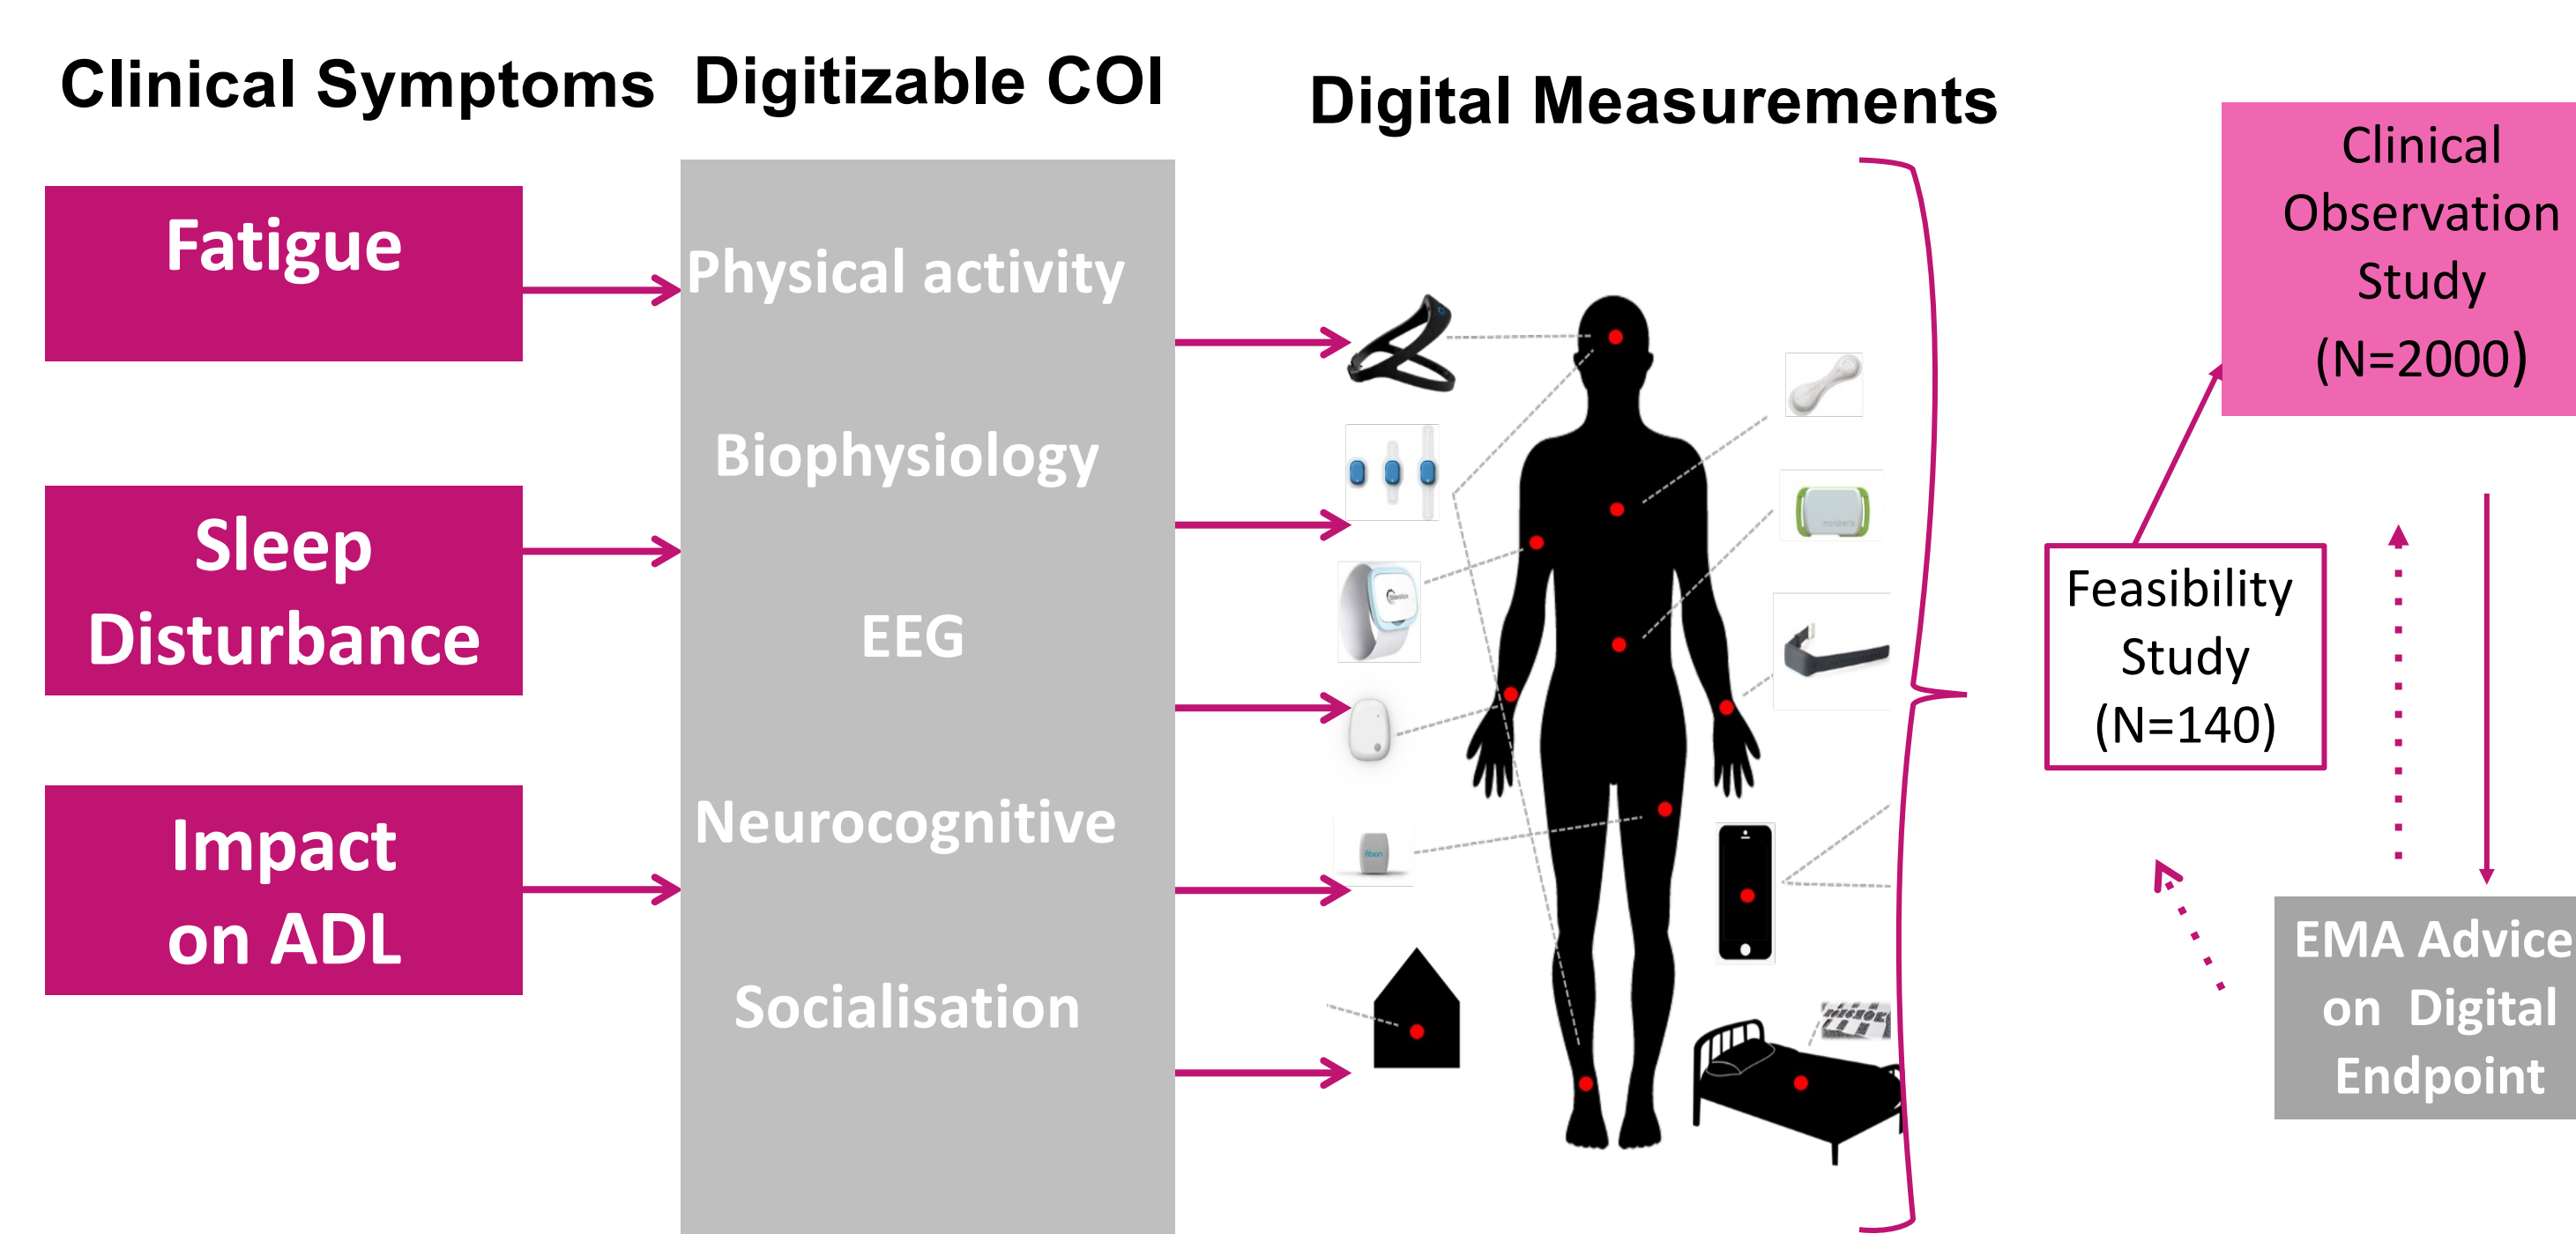 Clinical Symptoms
Digitizable COI
Digital Measurements
Fatigue
Sleep
Disturbance
Impact
on ADL
Physical activity
Biophysiology
EEG
Neurocognitive
Socialisation
Clinical
Observation
Study
(N=2000)
Feasibility
Study
(N=140)
EMA Advice
on Digital
Endpoint